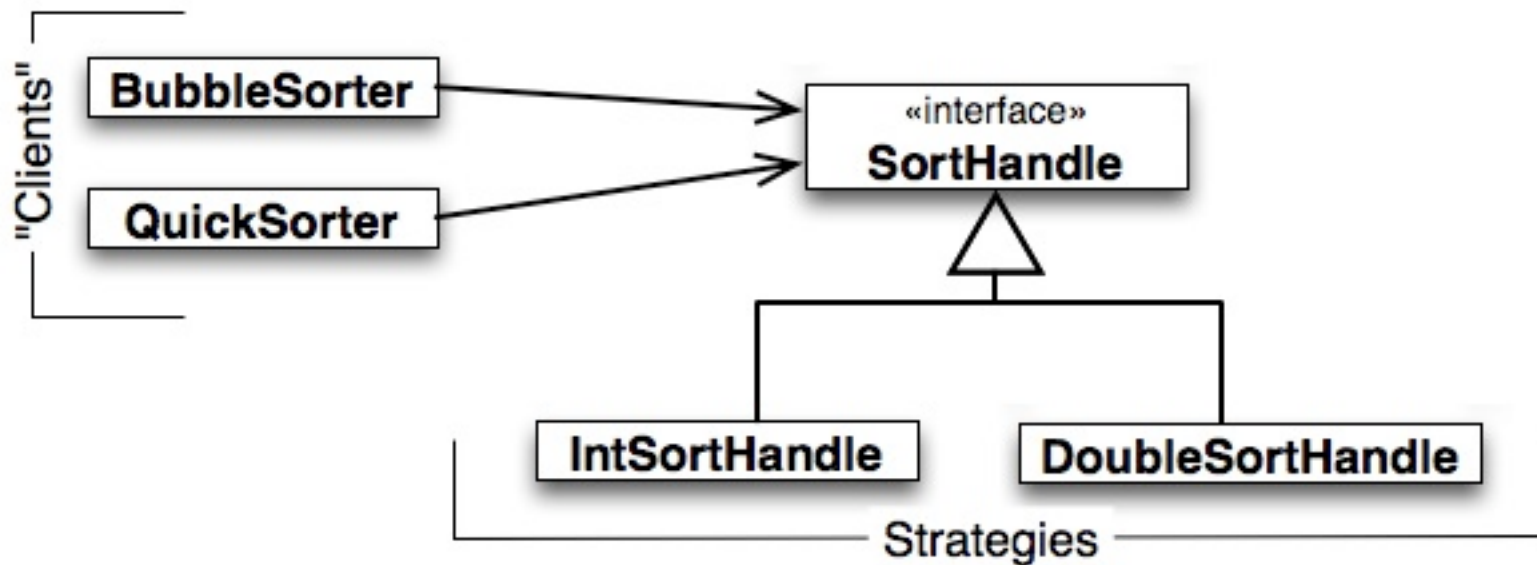 "Clients"
BubbleSorter
QuickSorter
«interface»
SortHandle
IntSortHandle
DoubleSortHandle
Strategies